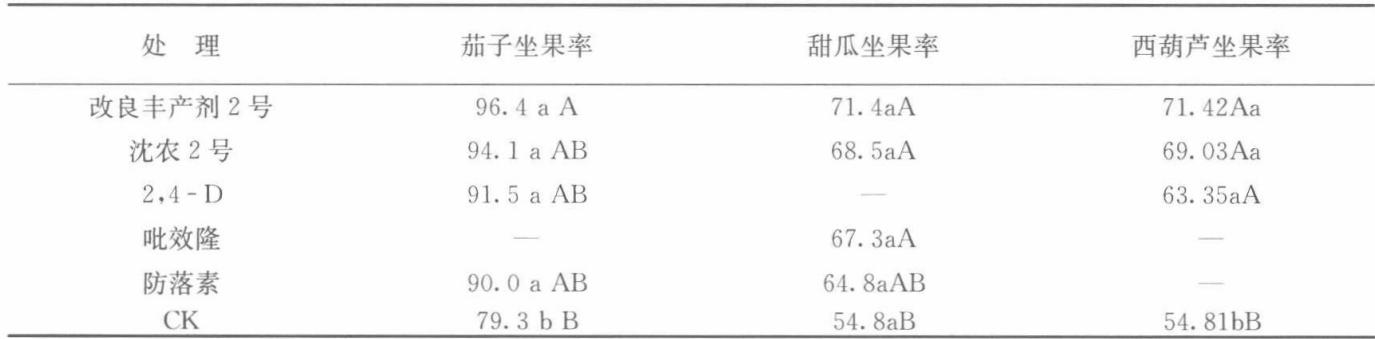 处 理 茄子坐果率 甜瓜坐果率 西葫芦坐果率
改良丰产剂 2 号 96.4 a A 71.4aA 71.42Aa
沈农 2 号 94.1 a AB 68.5aA 69.03Aa
2,4-D 91.5 a AB — 63.35aA
吡效隆 — 67.3aA —
防落素 90.0 a AB 64.8aAB —
CK 79.3 b B 54.8aB 54.81bB